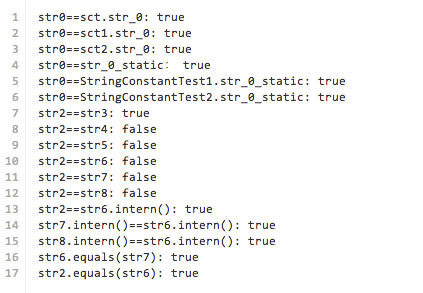 1 str0==sct.str_0: true
2 str0==sct1.str_0: true
3 str0==sct2.str_0: true
4 str0==str_0_static： true
5 str0==StringConstantTest1.str_0_static: true
6 str0==StringConstantTest2.str_0_static: true
7 str2==str3: true
8 str2==str4: false
9 str2==str5: false
10 str2==str6: false
11 str2==str7: false
12 str2==str8: false
13 str2==str6.intern(): true
14 str7.intern()==str6.intern(): true
15 str8.intern()==str6.intern(): true
16 str6.equals(str7): true
17 str2.equals(str6): true